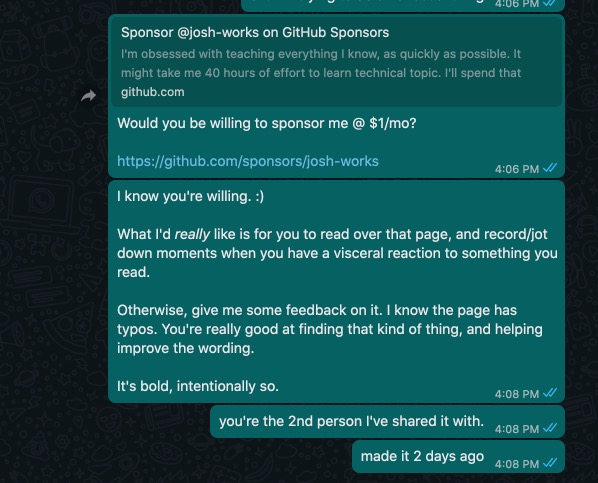 4:06 PM
Sponsor @josh-works on GitHub Sponsors
I'm obsessed with teaching everything I know, as quickly as possible. It
might take me 40 hours of effort to learn technical topic. I'll spend that
github.com
Would you be willing to sponsor me @ $1/mo?
https://github.com/sponsors/josh-works
4:06 PM
I know you're willing. :)
What I'd really like is for you to read over that page, and record/jot
down moments when you have a visceral reaction to something you
read.
Otherwise, give me some feedback on it. I know the page has
typos. You're really good at finding that kind of thing, and helping
improve the wording.
It's bold, intentionally so.
4:08 PM
you're the 2nd person I've shared it with.
4:08 PM
made it 2 days ago
4:08 PM